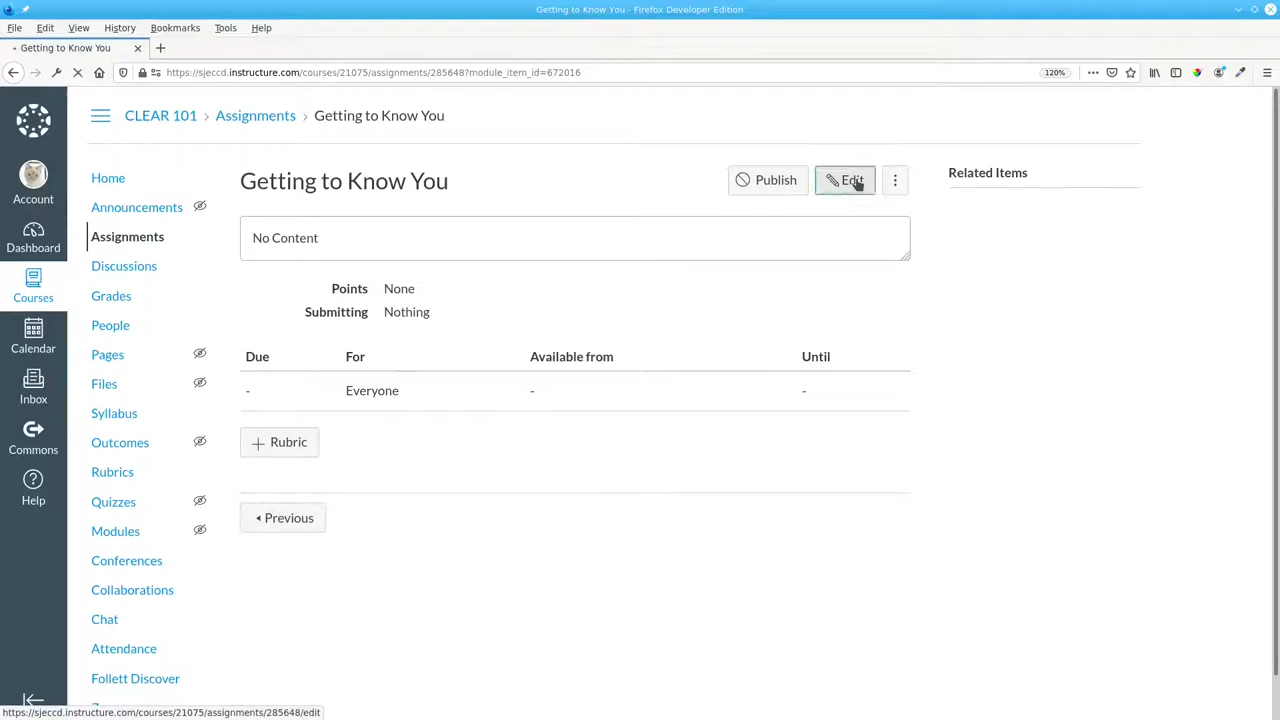 Getting to Know You - Firefox Developer Edition
File Edit View History Bookmarks Tools Help
Getting to Know You
https://sjeccd.instructure.com/courses/21075/assignments/285648?module_item_id=672016
120%
CLEAR 101 › Assignments › Getting to Know You
Account
Dashboard
Courses
Calendar
Inbox
Commons
Help
Home
Announcements
Assignments
Discussions
Grades
People
Pages
Files
Syllabus
Outcomes
Rubrics
Quizzes
Modules
Conferences
Collaborations
Chat
Attendance
Follett Discover
Getting to Know You
Publish
Edit
No Content
Points None
Submitting Nothing
Due For Available from Until
- Everyone - -
+ Rubric
Previous
Related Items
https://sjeccd.instructure.com/courses/21075/assignments/285648/edit